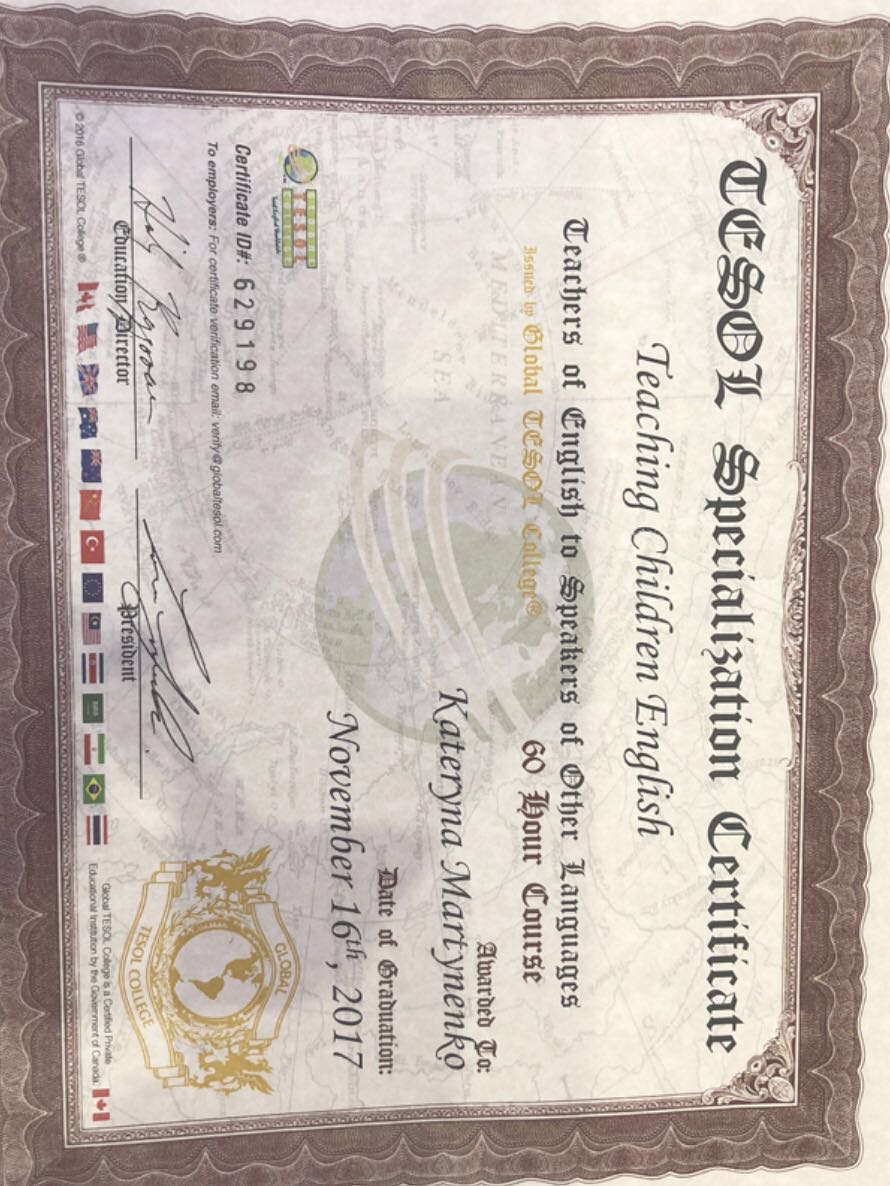 TESOL Specialization Certificate
Teaching Children English
Teachers of English to Speakers of Other Languages
Issued by Global TESOL College®
60 Hour Course
Awarded To:
Kateryna Martynenko
Date of Graduation:
November 16th, 2017
TESOL
Certificate ID#: 629198
To employers: For certificate verification email: verify@globaltesol.com
Education Director
President
© 2016 Global TESOL College ®
GLOBAL
TESOL COLLEGE
Global TESOL College is a Certified Private
Educational Institution by the Government of Canada.
MEDITERRANEAN
SEA